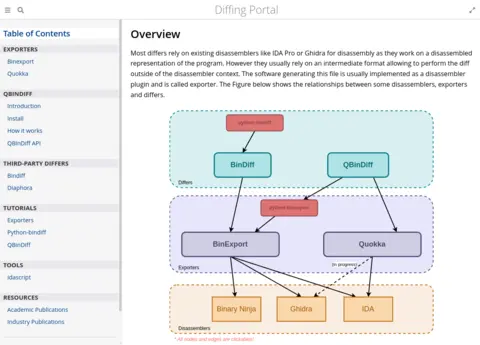 Diffing Portal
Table of Contents
EXPORTERS
Binexport
Quokka
QBINDIFF
Introduction
Install
How it works
QBinDiff API
THIRD-PARTY DIFFERS
Bindiff
Diaphora
TUTORIALS
Exporters
Python-bindiff
QBinDiff
TOOLS
idascript
RESOURCES
Academic Publications
Industry Publications
Overview
Most differs rely on existing disassemblers like IDA Pro or Ghidra for disassembly as they work on a disassembled
representation of the program. However they usually rely on an intermediate format allowing to perform the diff
outside of the disassembler context. The software generating this file is usually implemented as a disassembler
plugin and is called exporter. The Figure below shows the relationships between some disassemblers, exporters
and differs.
python-bindiff
BinDiff
QBinDiff
Differs
python-binexport
BinExport
Quokka
(in progress)
Exporters
Binary Ninja
Ghidra
IDA
Disassemblers
* All nodes and edges are clickable!